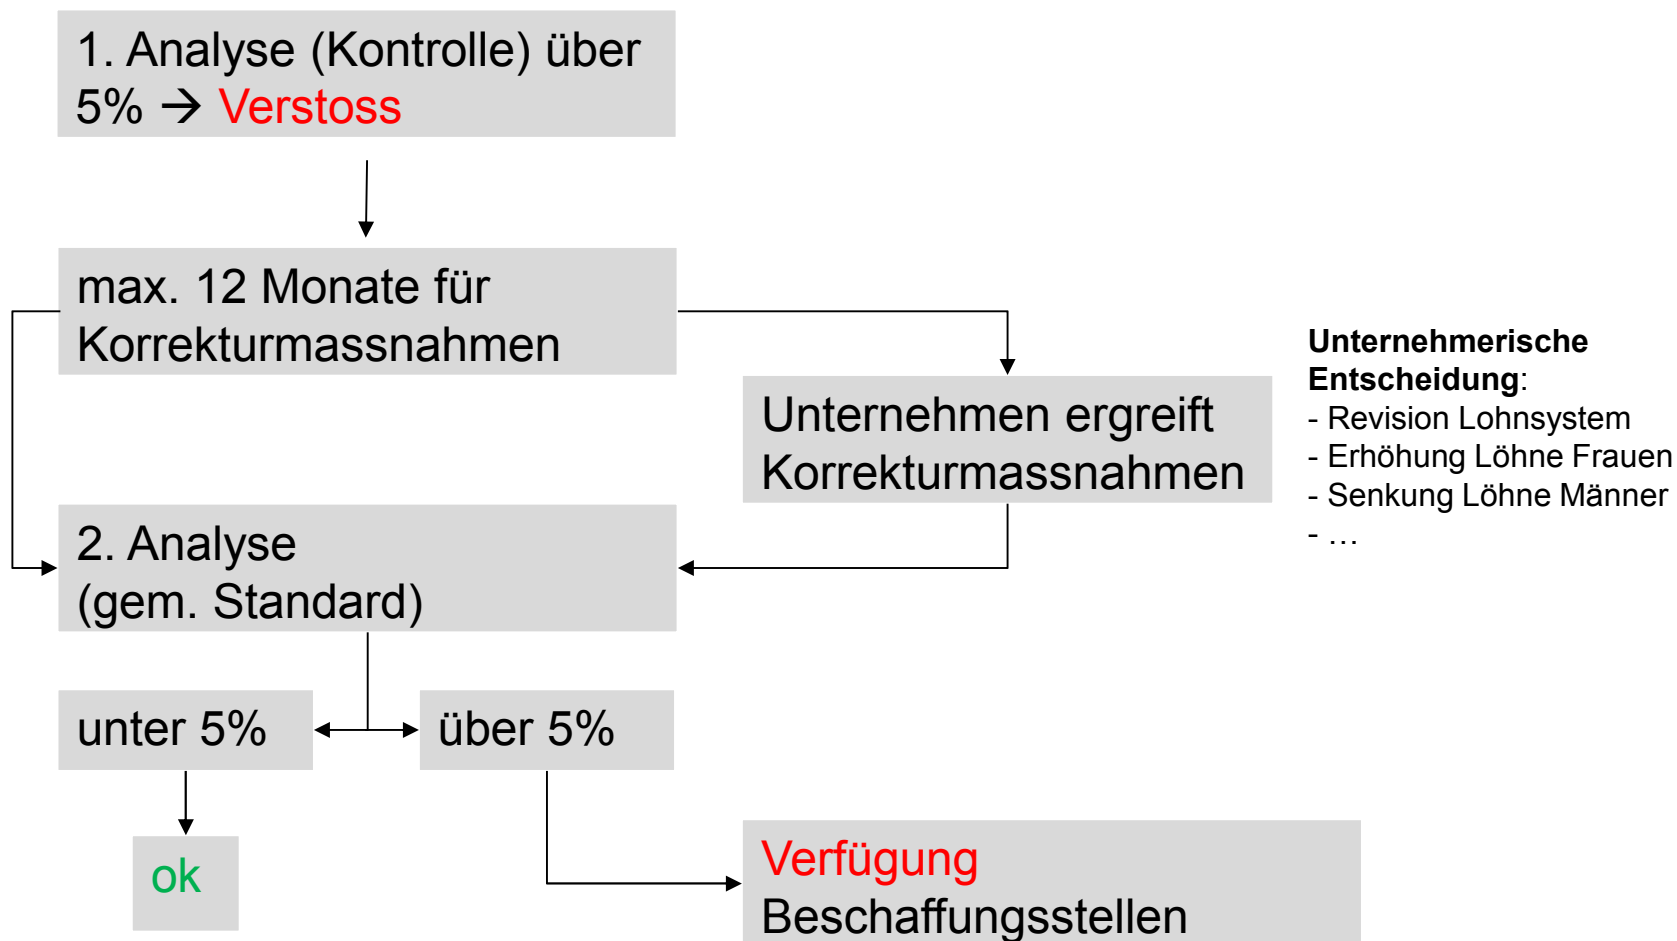 1. Analyse (Kontrolle) über
5% → Verstoss
max. 12 Monate für
Korrekturmassnahmen
Unternehmen ergreift
Korrekturmassnahmen
Unternehmerische
Entscheidung:
- Revision Lohnsystem
- Erhöhung Löhne Frauen
- Senkung Löhne Männer
- …
2. Analyse
(gem. Standard)
unter 5%
über 5%
ok
Verfügung
Beschaffungsstellen